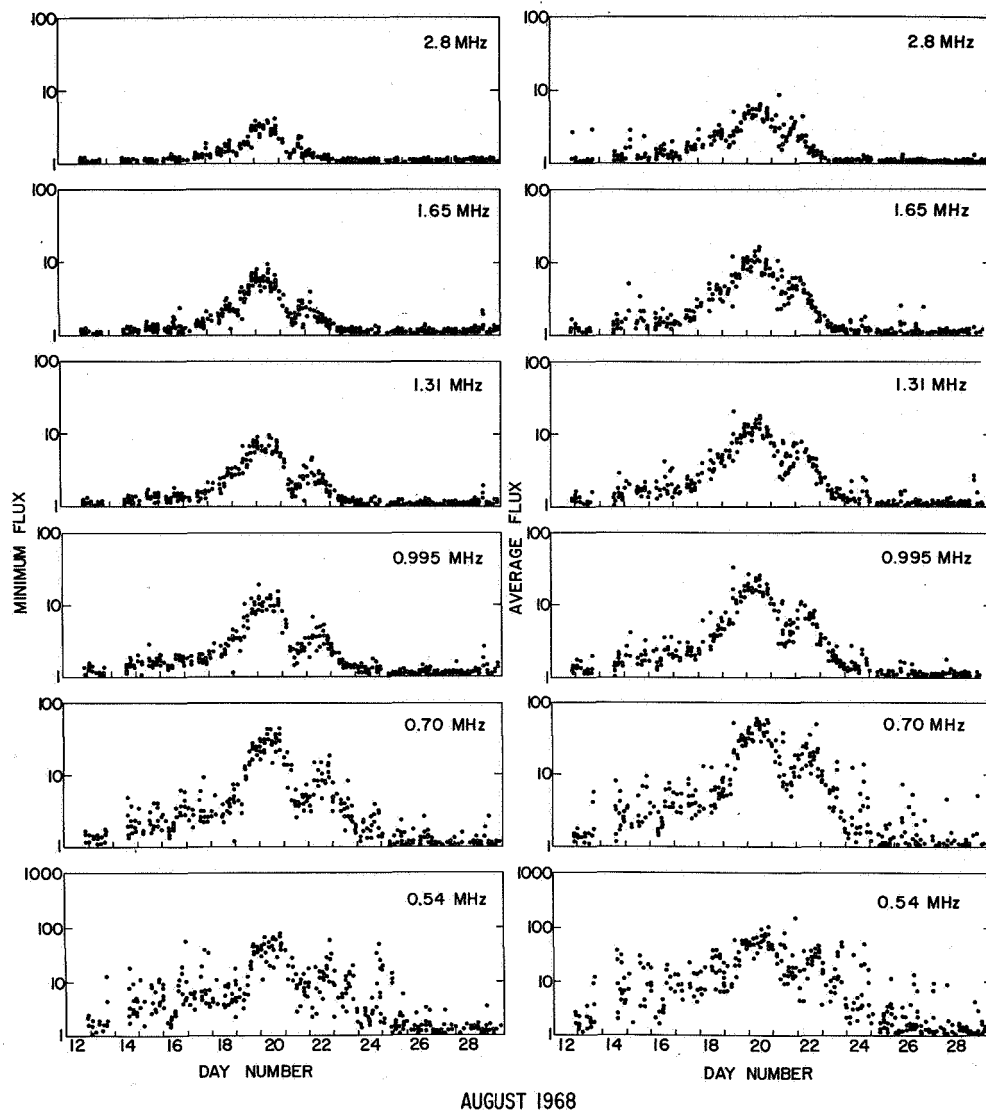 100
10
1
2.8 MHz
100
10
1
2.8 MHz
100
10
1
1.65 MHz
100
10
1
1.65 MHz
100
10
1
1.31 MHz
100
10
1
1.31 MHz
MINIMUM FLUX
AVERAGE FLUX
100
10
1
0.995 MHz
100
10
1
0.995 MHz
100
10
1
0.70 MHz
100
10
1
0.70 MHz
1000
100
10
1
0.54 MHz
1000
100
10
1
0.54 MHz
12 14 16 18 20 22 24 26 28
12 14 16 18 20 22 24 26 28
DAY NUMBER
DAY NUMBER
AUGUST 1968